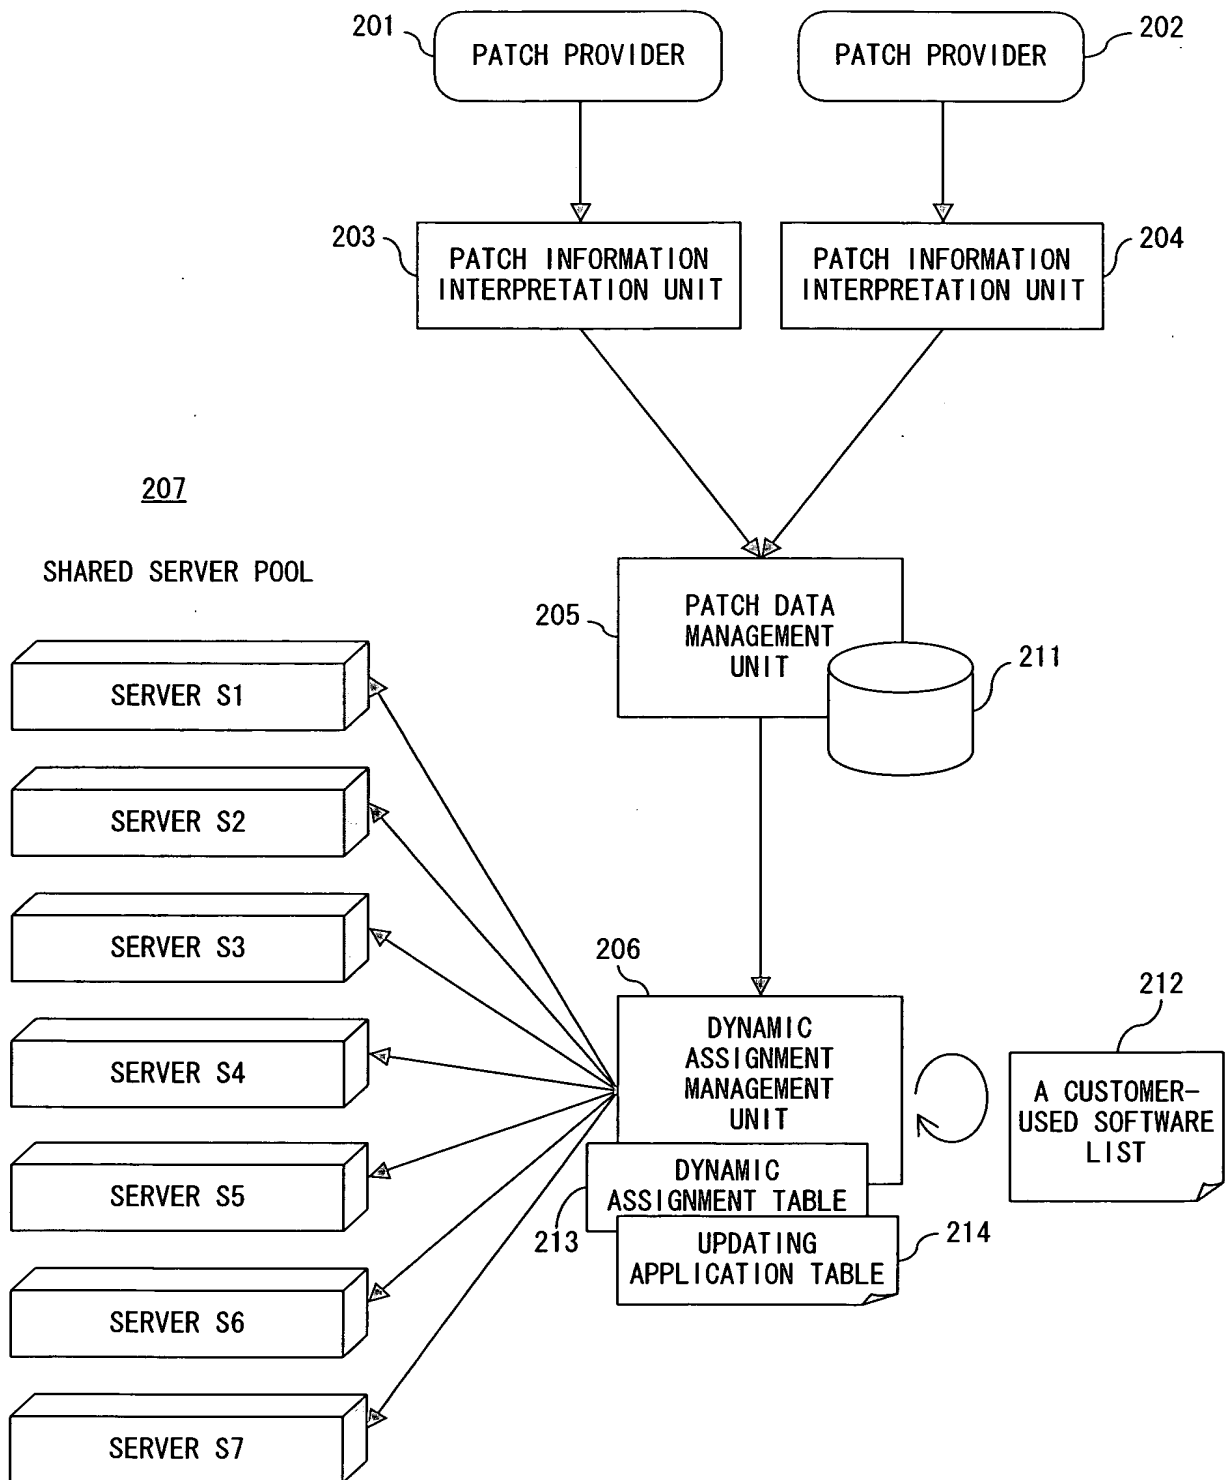 201
PATCH PROVIDER
PATCH PROVIDER
202
203
PATCH INFORMATION
INTERPRETATION UNIT
PATCH INFORMATION
INTERPRETATION UNIT
204
207
SHARED SERVER POOL
205
PATCH DATA
MANAGEMENT
UNIT
211
SERVER S1
SERVER S2
SERVER S3
SERVER S4
SERVER S5
SERVER S6
SERVER S7
206
DYNAMIC
ASSIGNMENT
MANAGEMENT
UNIT
212
A CUSTOMER-
USED SOFTWARE
LIST
DYNAMIC
ASSIGNMENT TABLE
213
UPDATING
APPLICATION TABLE
214